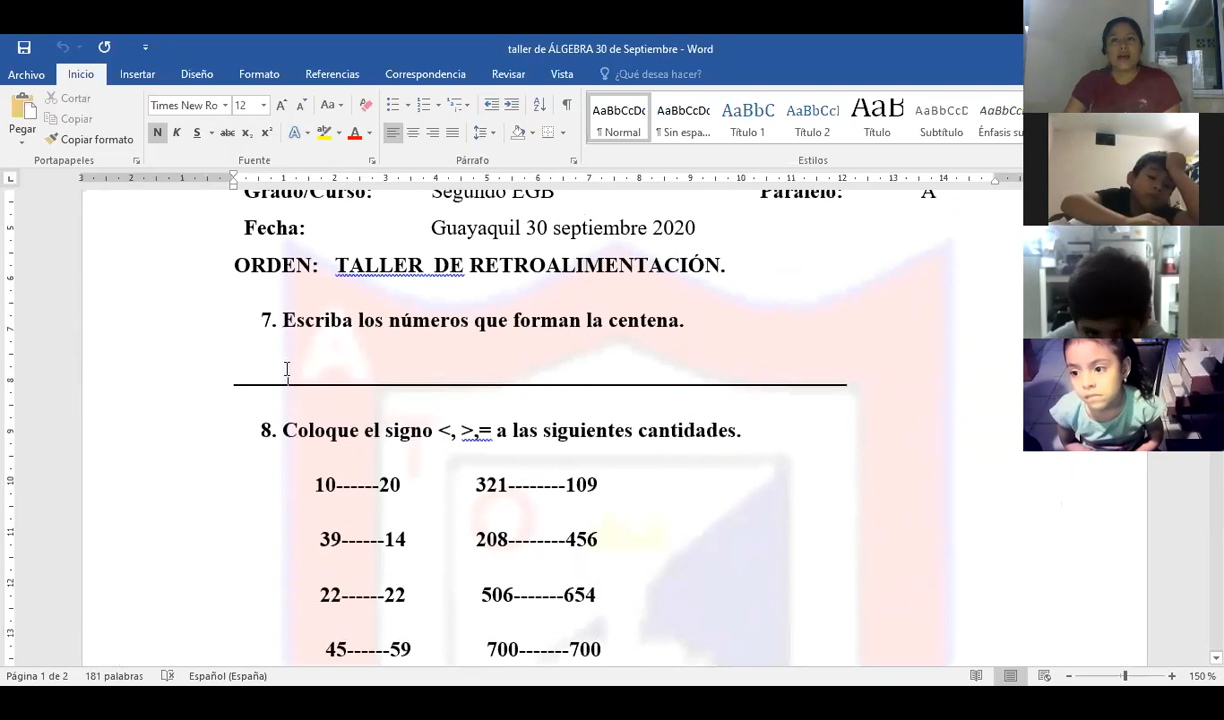 taller de ÁLGEBRA 30 de Septiembre - Word
Archivo Inicio Insertar Diseño Formato Referencias Correspondencia Revisar Vista ¿Qué desea hacer?
Cortar
Copiar
Pegar Copiar formato
Times New Ro 12
AaBbCcDc AaBbCcDc AaBbC AaBbCcD AaB AaBbCcD
¶ Normal ¶ Sin espa... Título 1 Título 2 Título Subtítulo Énfasis su
Portapapeles Fuente Párrafo Estilos
Grado/Curso: Segundo EGB Paralelo: A
Fecha: Guayaquil 30 septiembre 2020
ORDEN: TALLER DE RETROALIMENTACIÓN.
7. Escriba los números que forman la centena.
8. Coloque el signo <, >,= a las siguientes cantidades.
10------20 321--------109
39------14 208--------456
22------22 506-------654
45------59 700-------700
Página 1 de 2 181 palabras Español (España) 150 %